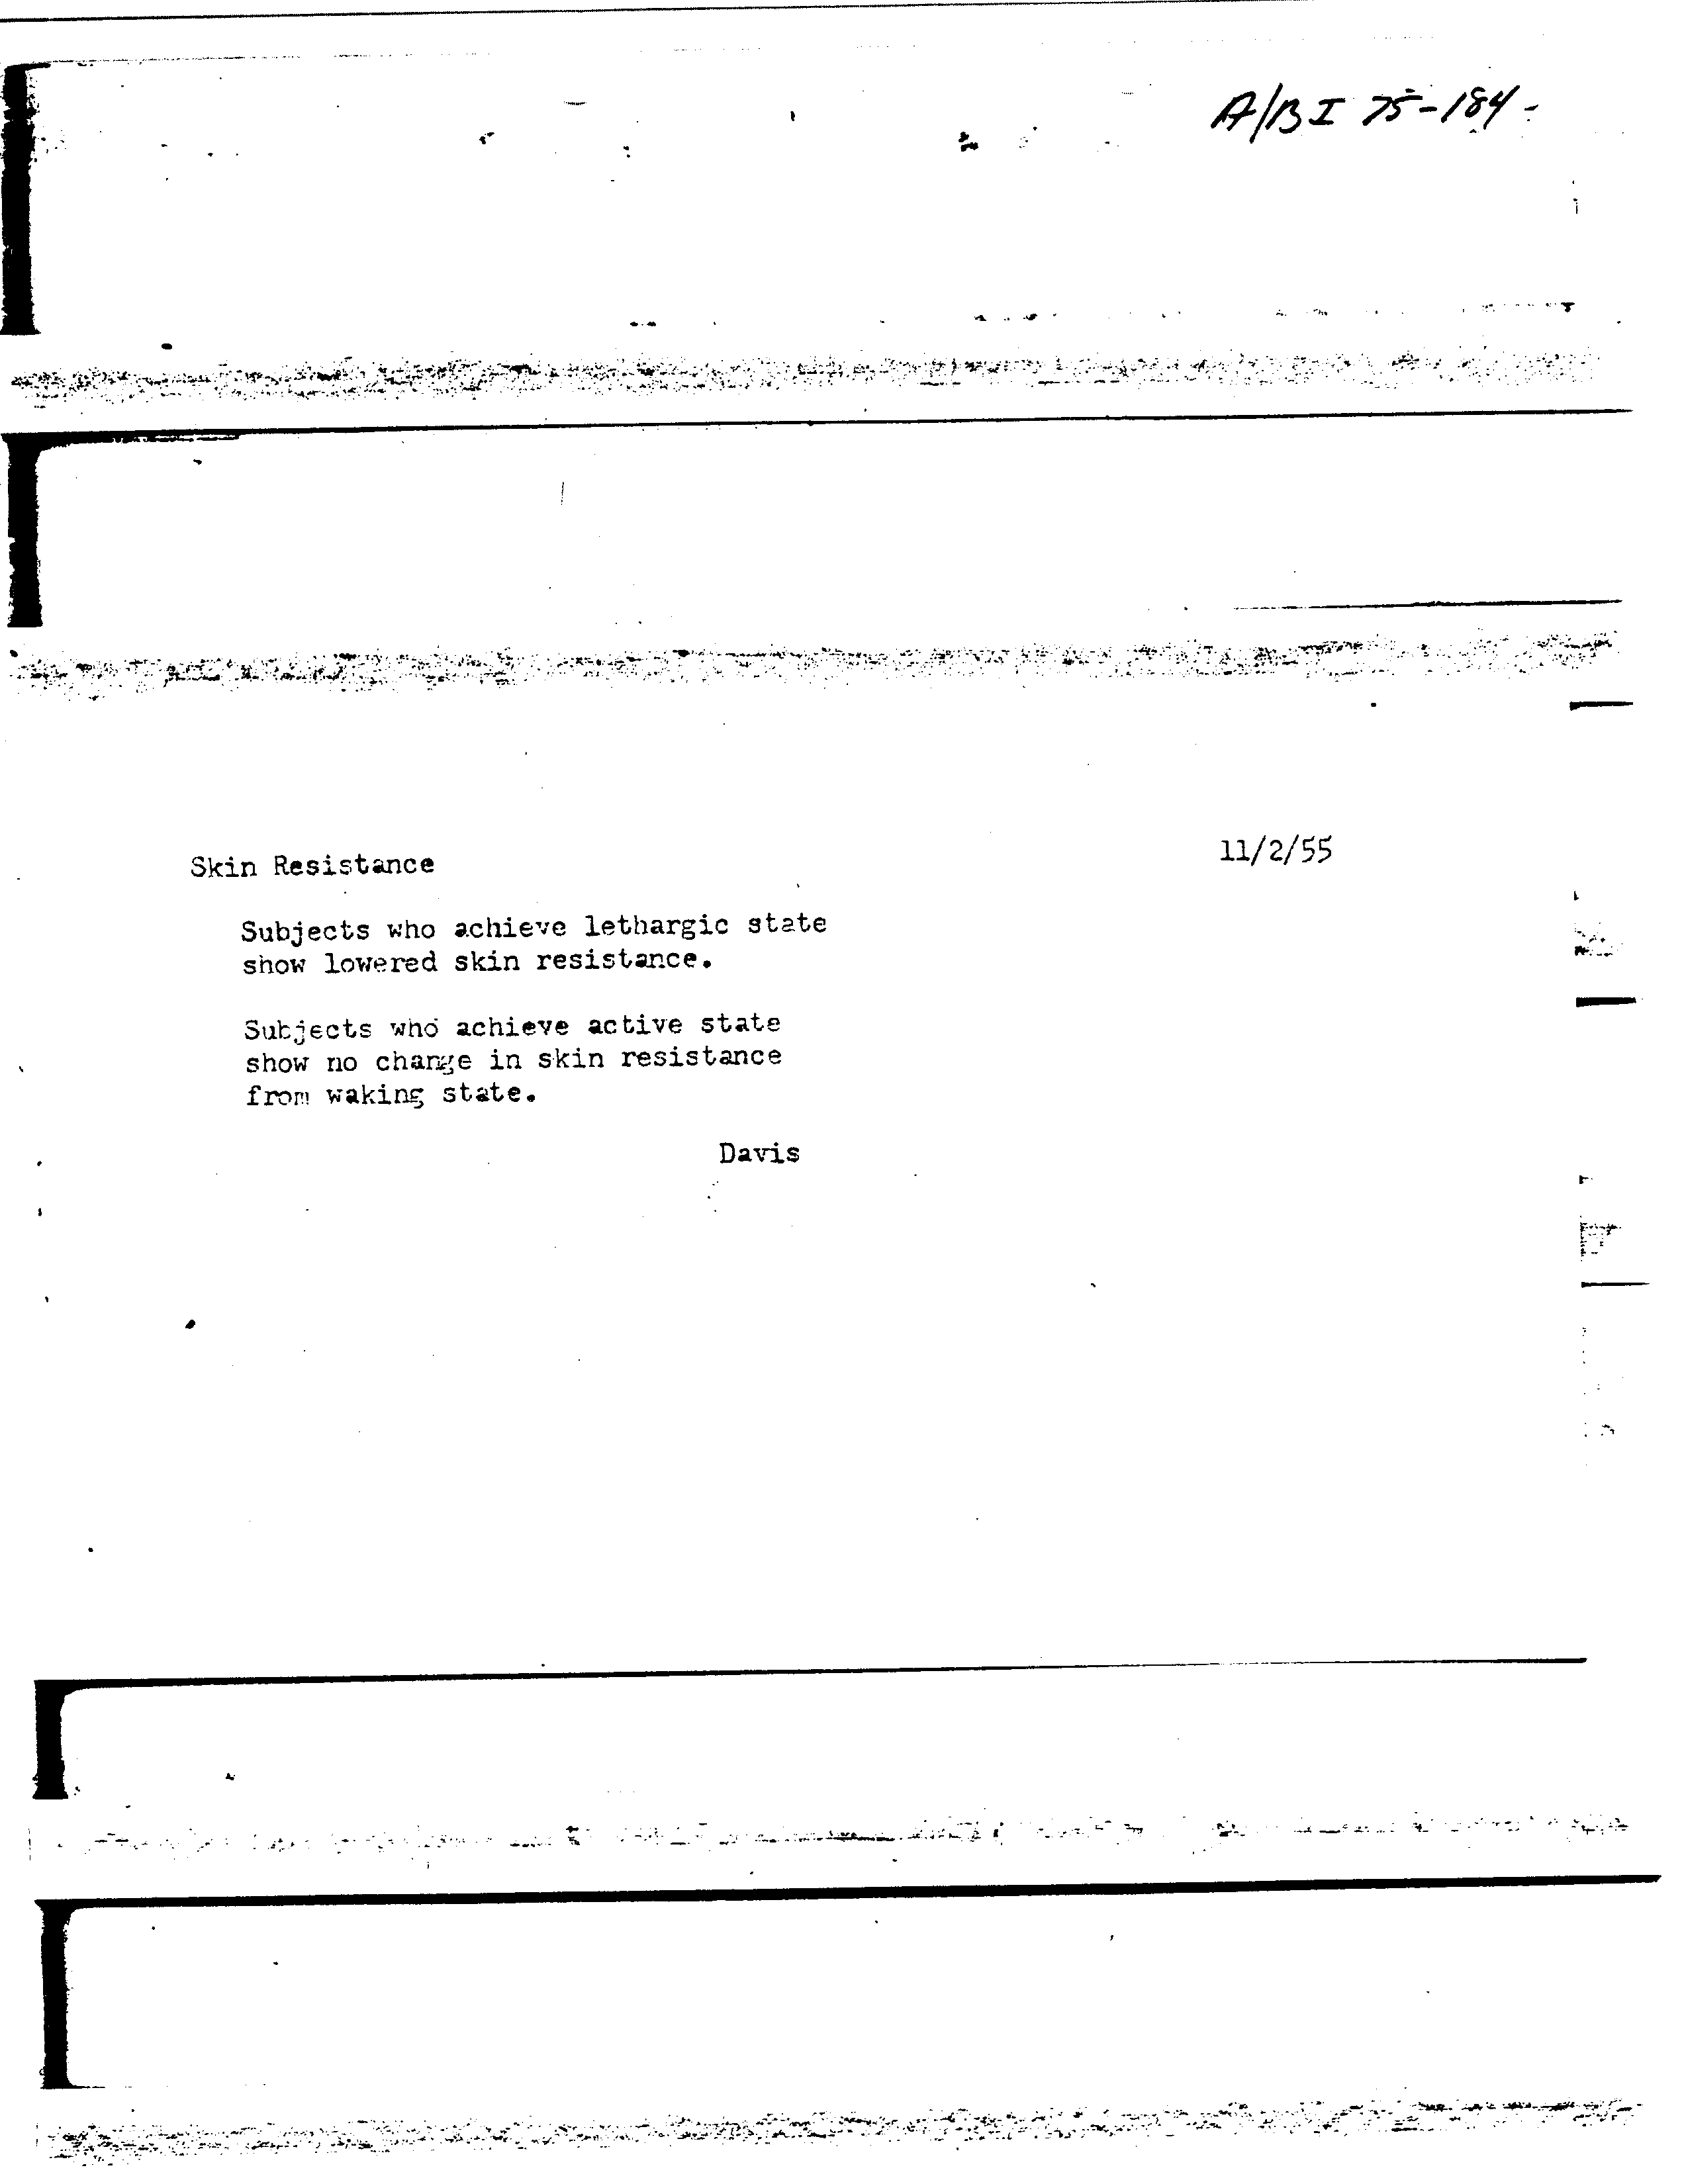 A/B I 75-184
11/2/55
Skin Resistance
Subjects who achieve lethargic state
show lowered skin resistance.
Subjects who achieve active state
show no change in skin resistance
from waking state.
Davis